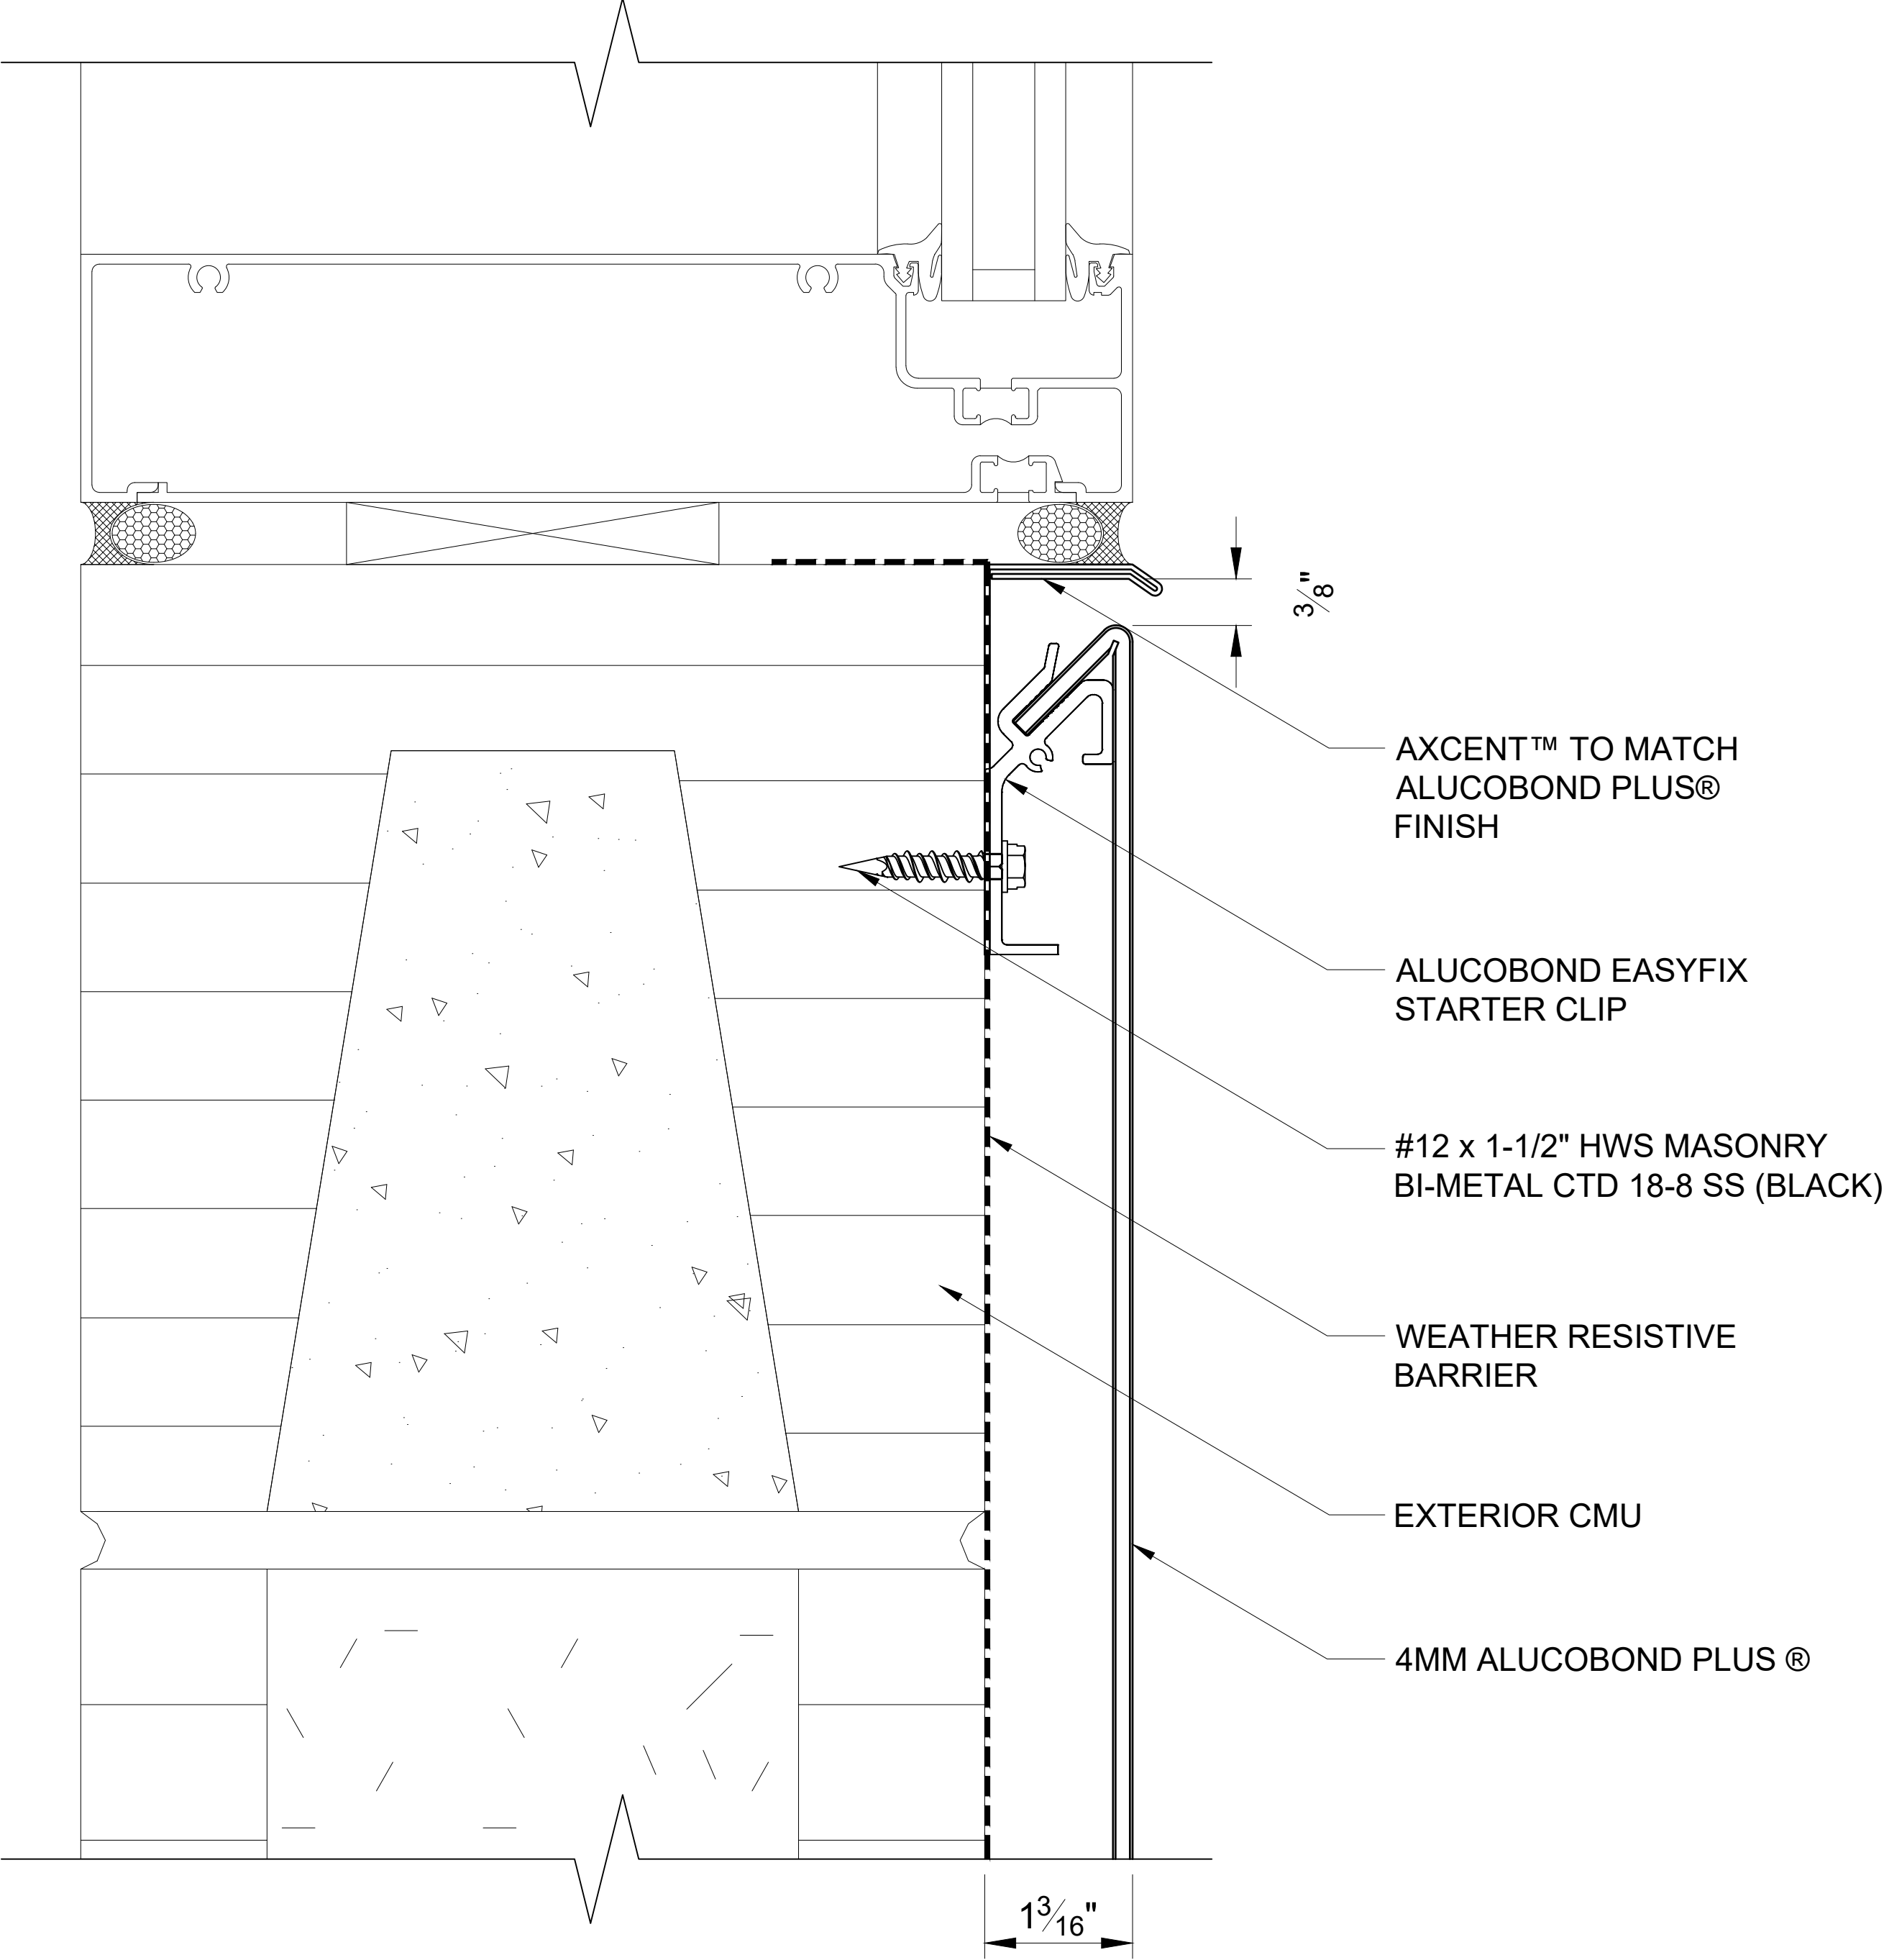 3/8"
AXCENT™ TO MATCH
ALUCOBOND PLUS®
FINISH
ALUCOBOND EASYFIX
STARTER CLIP
#12 x 1-1/2" HWS MASONRY
BI-METAL CTD 18-8 SS (BLACK)
WEATHER RESISTIVE
BARRIER
EXTERIOR CMU
4MM ALUCOBOND PLUS ®
1 3/16"